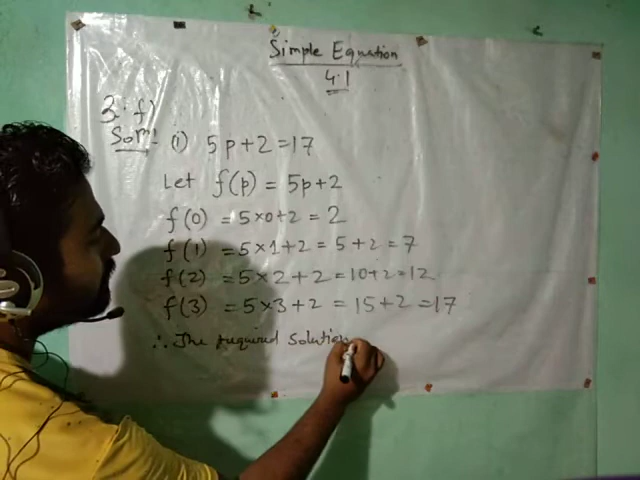 Simple Equation
4.1
3. f)
Soln: (i) 5p+2=17
Let f(p) = 5p+2
f(0) = 5×0+2 = 2
f(1) = 5×1+2 = 5+2 = 7
f(2) = 5×2+2 = 10+2 = 12
f(3) = 5×3+2 = 15+2 = 17
∴ The required solution